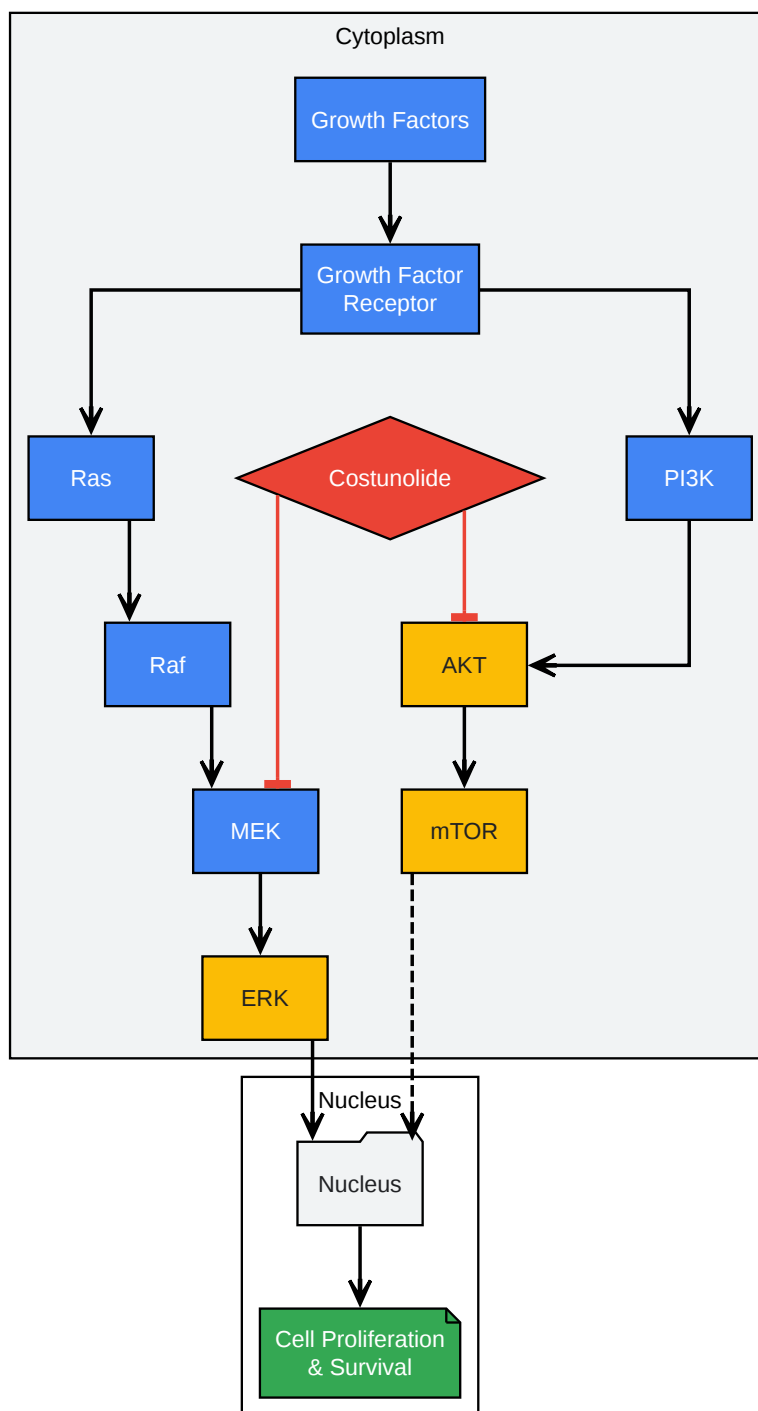 Cytoplasm
Growth Factors
Growth Factor
Receptor
Ras
Costunolide
PI3K
Raf
AKT
MEK
mTOR
ERK
Nucleus
Nucleus
Cell Proliferation
& Survival